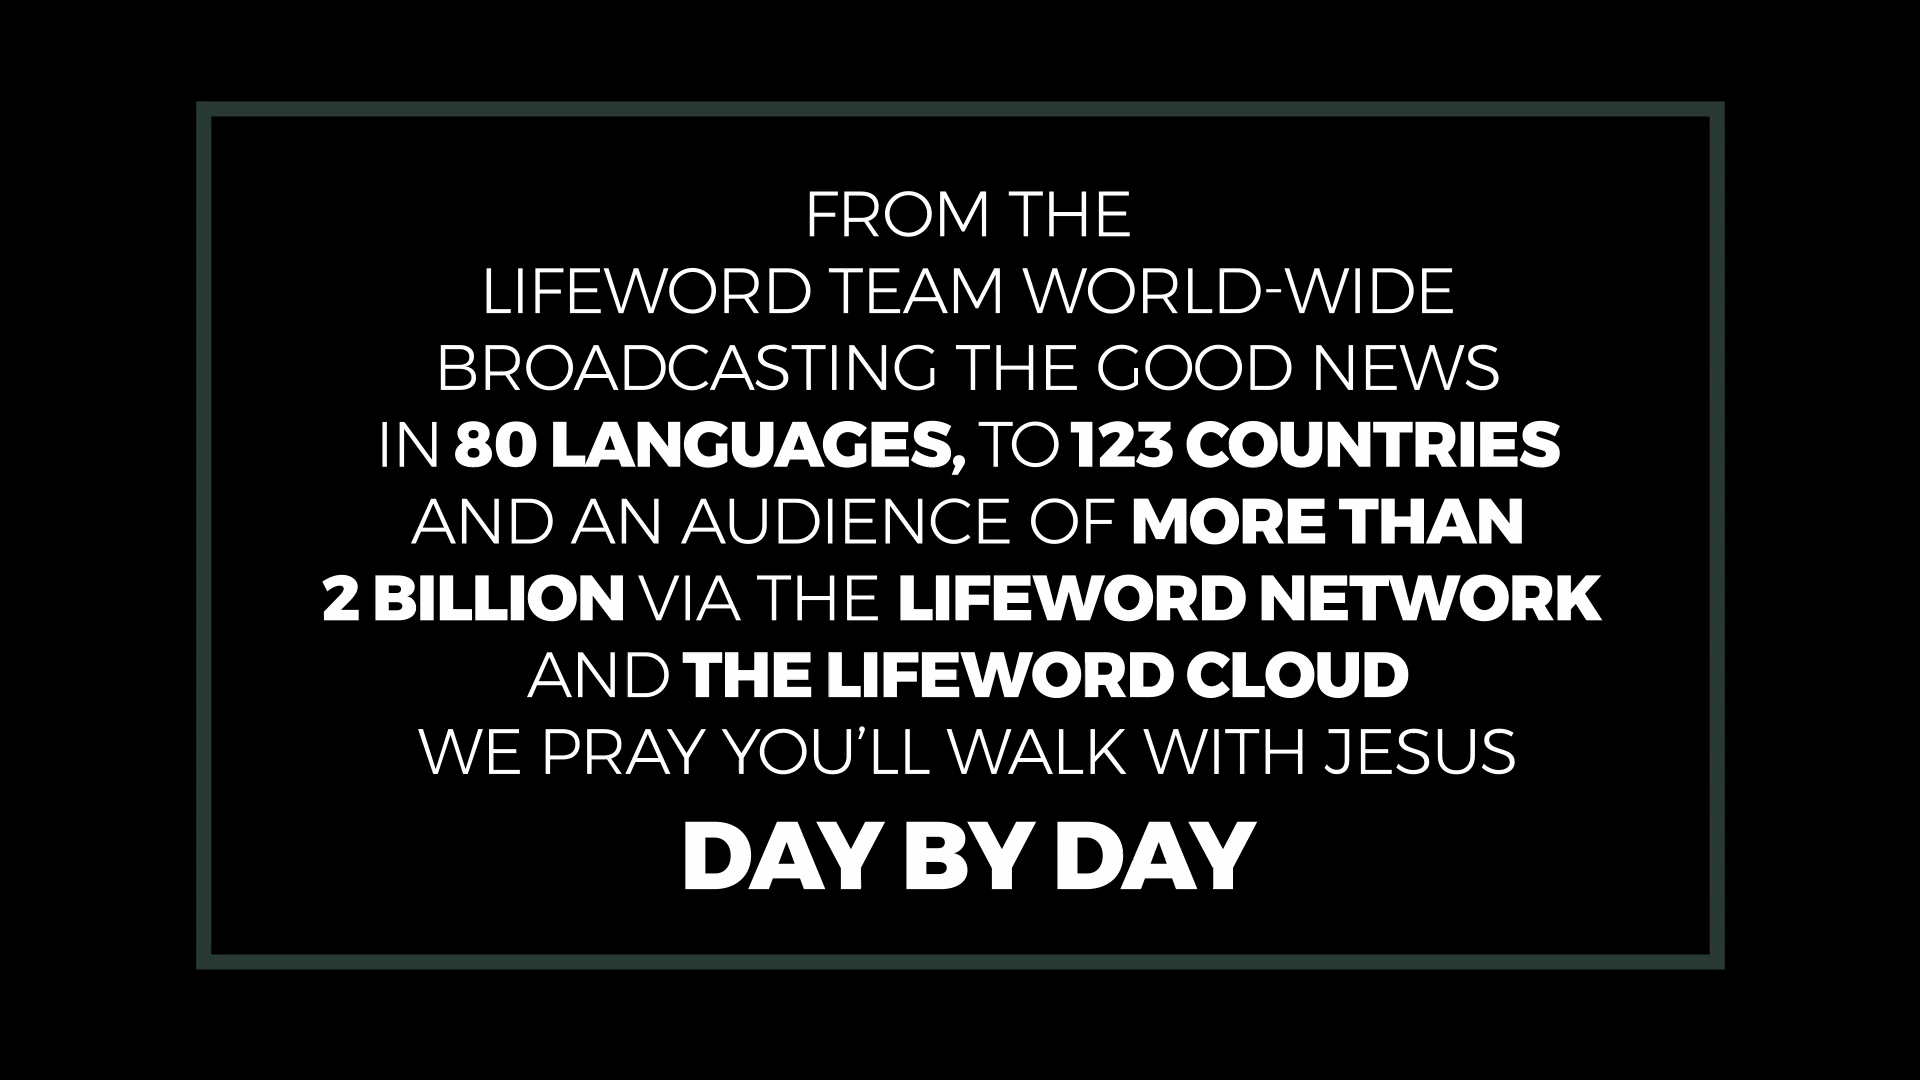 FROM THE
LIFEWORD TEAM WORLD-WIDE
BROADCASTING THE GOOD NEWS
IN 80 LANGUAGES, TO 123 COUNTRIES
AND AN AUDIENCE OF MORE THAN
2 BILLION VIA THE LIFEWORD NETWORK
AND THE LIFEWORD CLOUD
WE PRAY YOU’LL WALK WITH JESUS
DAY BY DAY